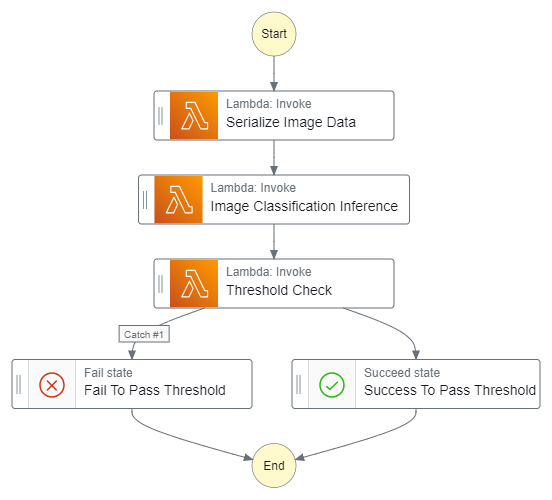 Start
Lambda: Invoke
Serialize Image Data
Lambda: Invoke
Image Classification Inference
Lambda: Invoke
Threshold Check
Catch #1
Fail state
Fail To Pass Threshold
Succeed state
Success To Pass Threshold
End